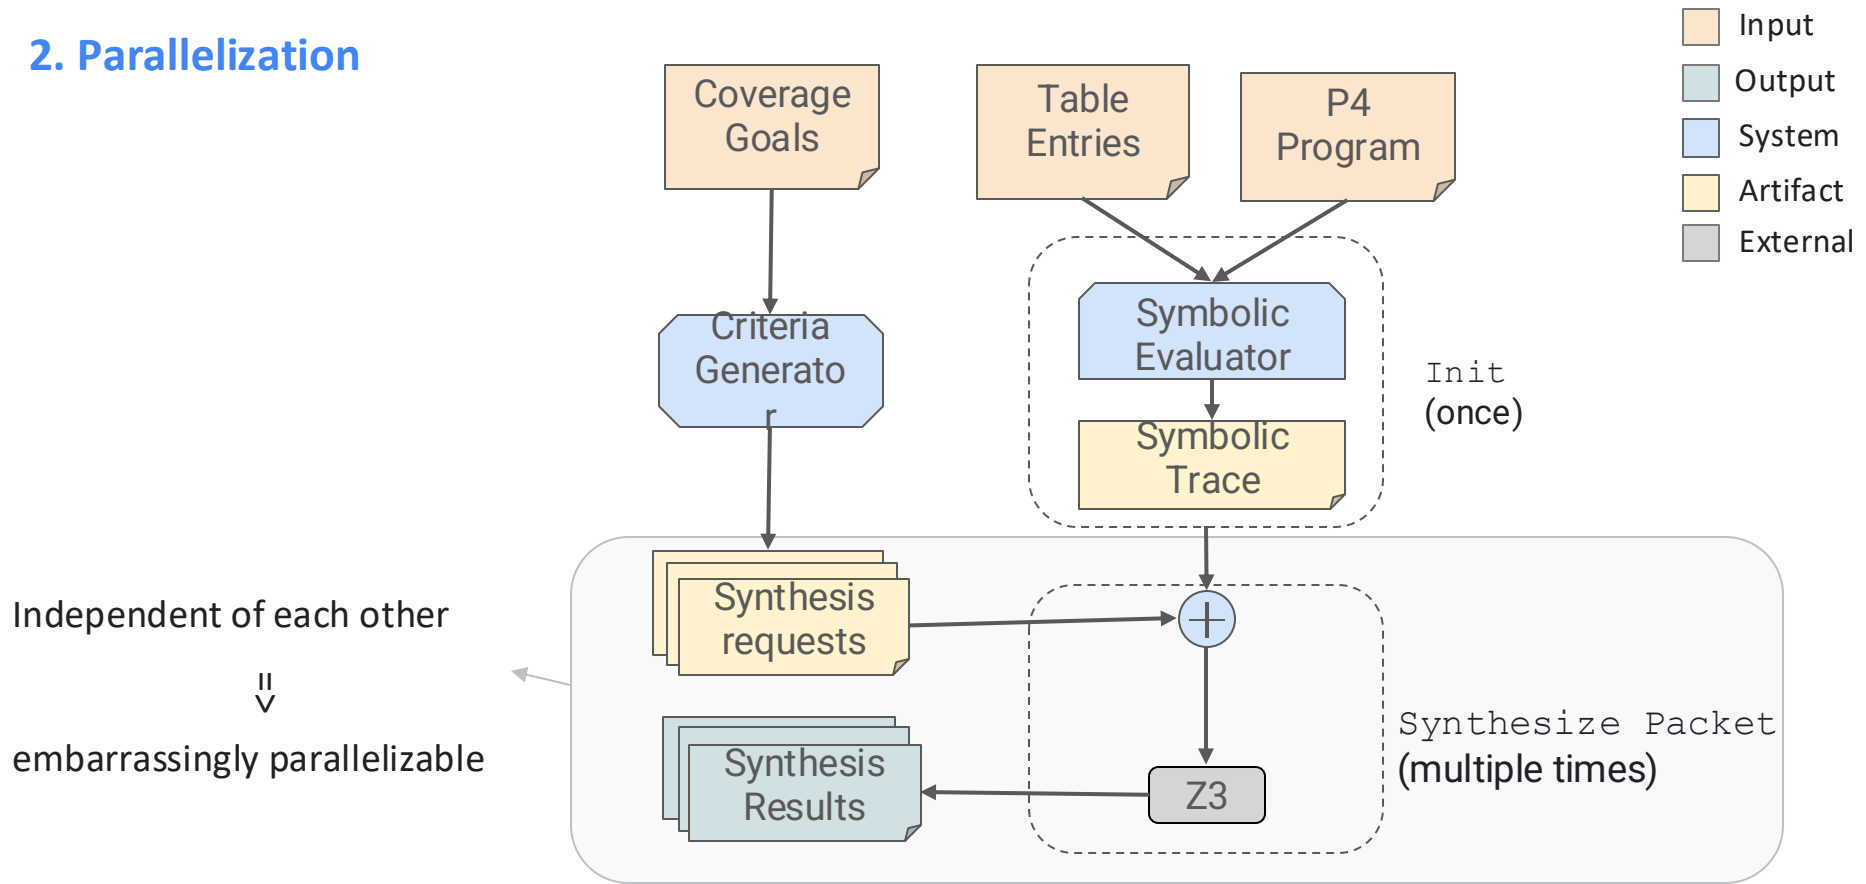 2. Parallelization
Input
Output
System
Artifact
External
Coverage
Goals
Table
Entries
P4
Program
Criteria
Generato
r
Symbolic
Evaluator
Symbolic
Trace
Init
(once)
Synthesis
requests
Independent of each other
=>
embarrassingly parallelizable
Synthesis
Results
Z3
Synthesize Packet
(multiple times)